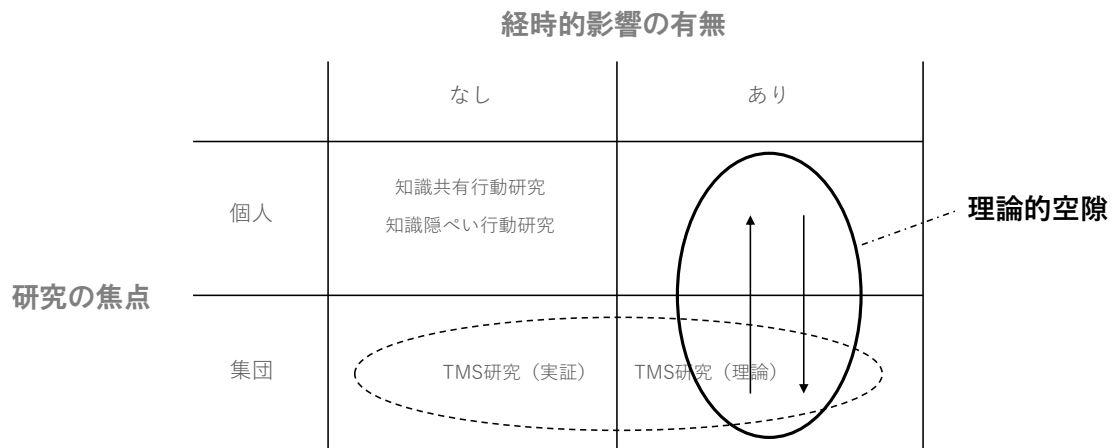 経時的影響の有無
なし
あり
個人
知識共有行動研究
知識隠ぺい行動研究
理論的空隙
研究の焦点
集団
TMS研究（実証）
TMS研究（理論）